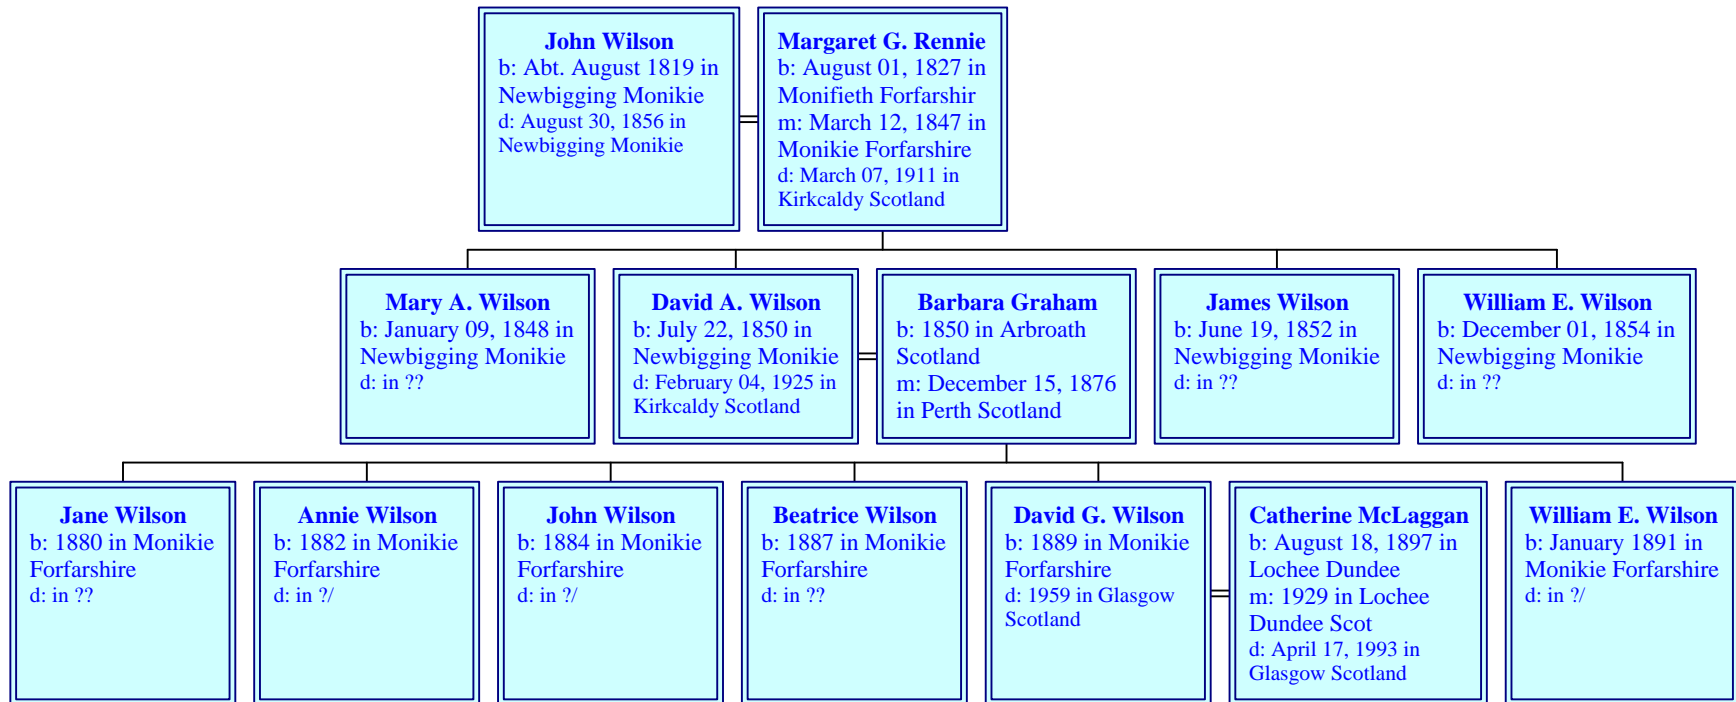 John Wilson
b: Abt. August 1819 in
Newbigging Monikie
d: August 30, 1856 in
Newbigging Monikie
Margaret G. Rennie
b: August 01, 1827 in
Monifieth Forfarshir
m: March 12, 1847 in
Monikie Forfarshire
d: March 07, 1911 in
Kirkcaldy Scotland
Mary A. Wilson
b: January 09, 1848 in
Newbigging Monikie
d: in ??
David A. Wilson
b: July 22, 1850 in
Newbigging Monikie
d: February 04, 1925 in
Kirkcaldy Scotland
Barbara Graham
b: 1850 in Arbroath
Scotland
m: December 15, 1876
in Perth Scotland
James Wilson
b: June 19, 1852 in
Newbigging Monikie
d: in ??
William E. Wilson
b: December 01, 1854 in
Newbigging Monikie
d: in ??
Jane Wilson
b: 1880 in Monikie
Forfarshire
d: in ??
Annie Wilson
b: 1882 in Monikie
Forfarshire
d: in ?/
John Wilson
b: 1884 in Monikie
Forfarshire
d: in ?/
Beatrice Wilson
b: 1887 in Monikie
Forfarshire
d: in ??
David G. Wilson
b: 1889 in Monikie
Forfarshire
d: 1959 in Glasgow
Scotland
Catherine McLaggan
b: August 18, 1897 in
Lochee Dundee
m: 1929 in Lochee
Dundee Scot
d: April 17, 1993 in
Glasgow Scotland
William E. Wilson
b: January 1891 in
Monikie Forfarshire
d: in ?/